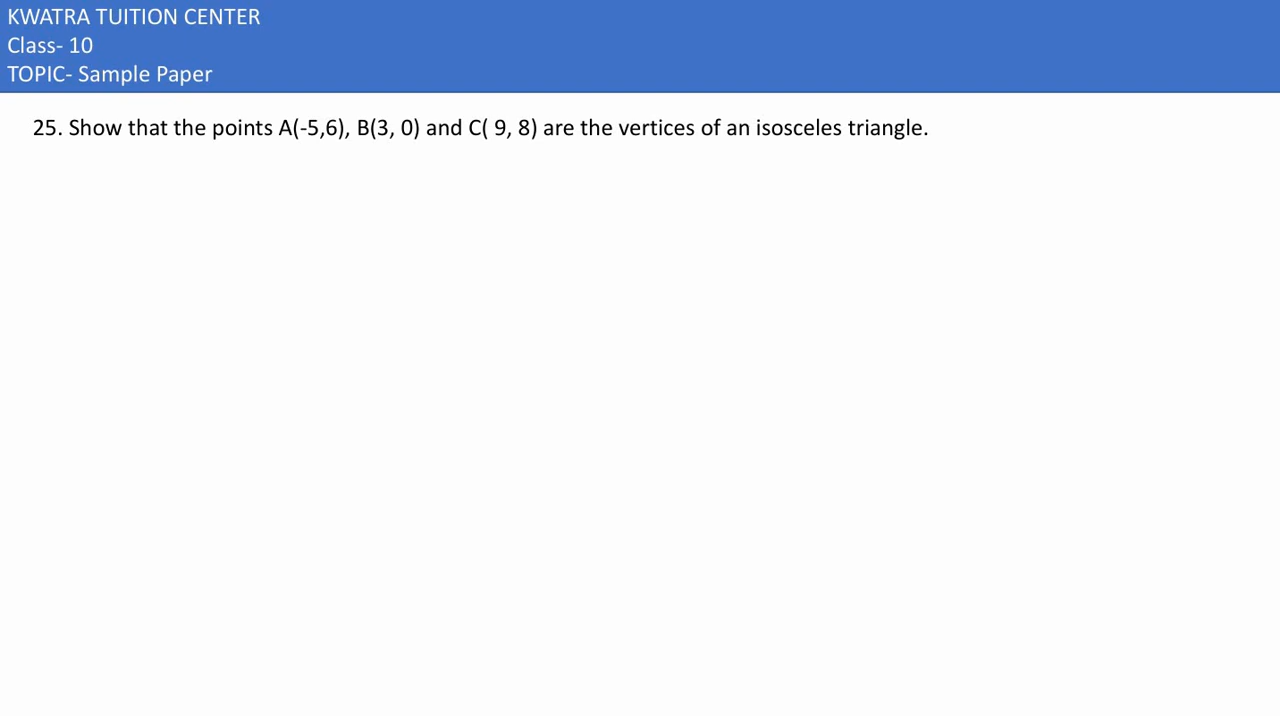 KWATRA TUITION CENTER
Class- 10
TOPIC- Sample Paper
25. Show that the points A(-5,6), B(3, 0) and C( 9, 8) are the vertices of an isosceles triangle.